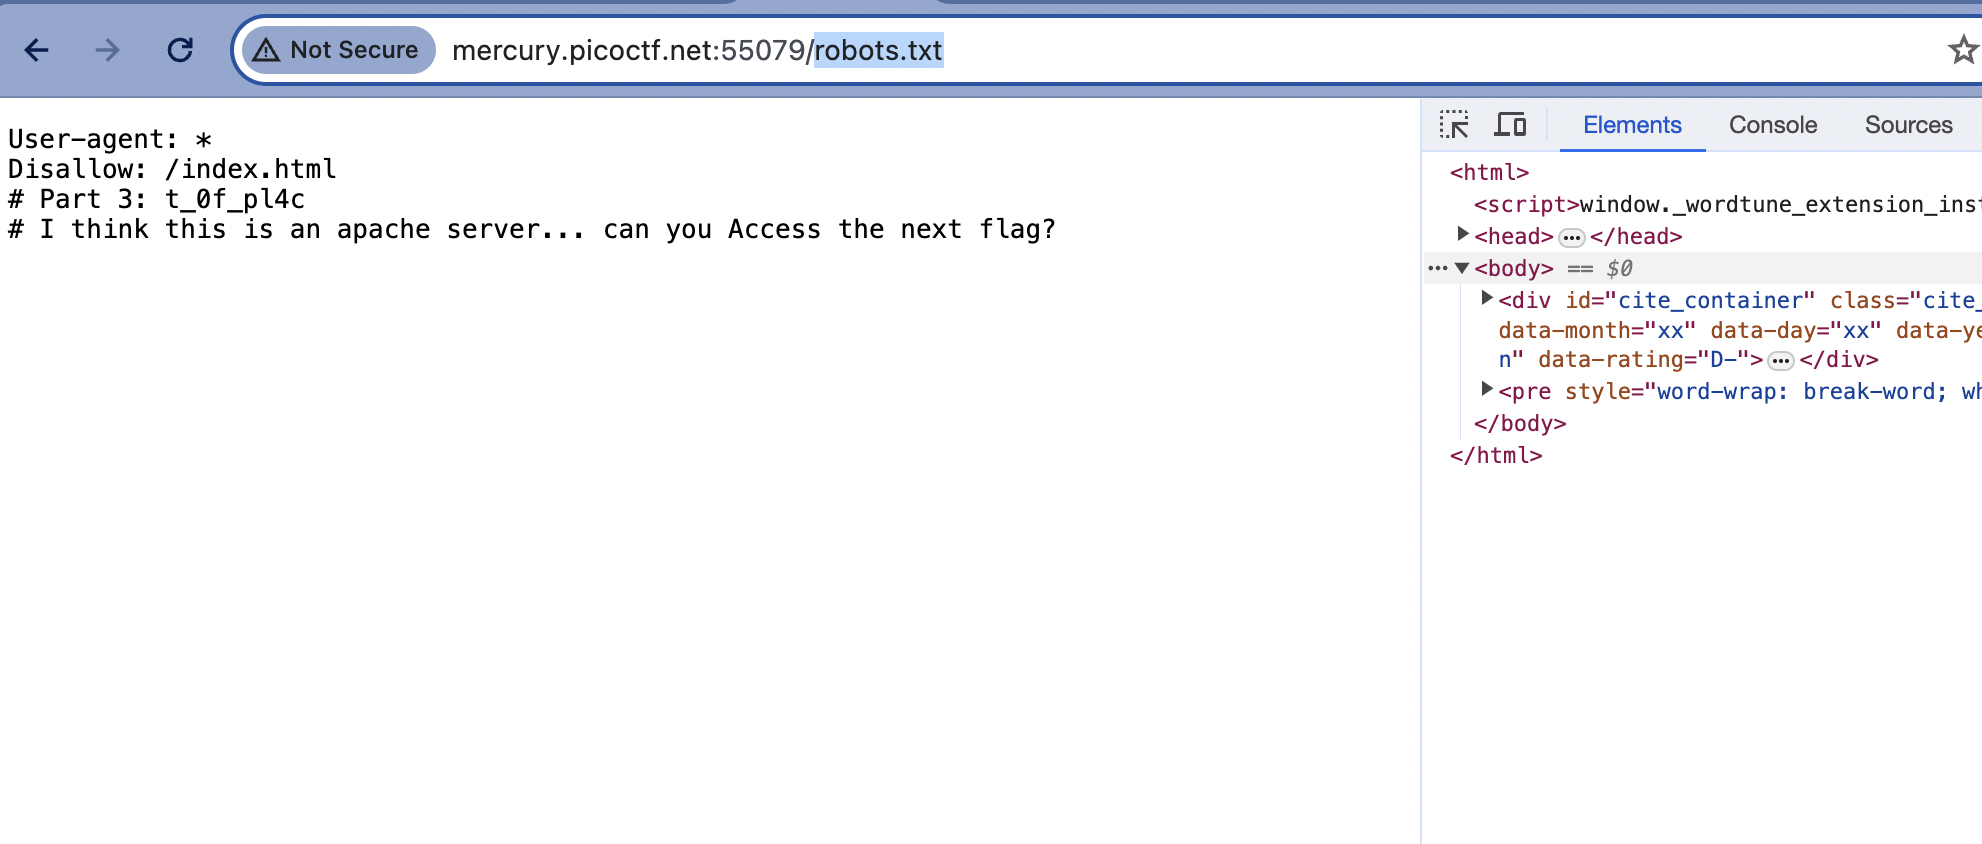 Not Secure mercury.picoctf.net:55079/robots.txt
User-agent: *
Disallow: /index.html
# Part 3: t_0f_pl4c
# I think this is an apache server... can you Access the next flag?
Elements Console Sources
<html>
<script>window._wordtune_extension_inst
<head> ••• </head>
••• <body> == $0
<div id="cite_container" class="cite_
data-month="xx" data-day="xx" data-ye
n" data-rating="D-"> ••• </div>
<pre style="word-wrap: break-word; wh
</body>
</html>